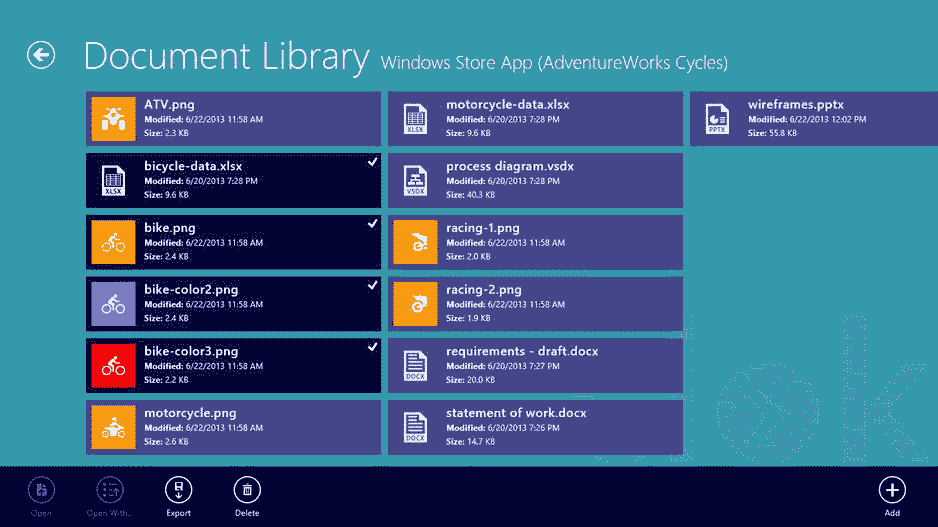 Document Library Windows Store App (AdventureWorks Cycles)
ATV.png
Modified: 6/22/2013 11:58 AM
Size: 2.3 KB
bicycle-data.xlsx
Modified: 6/20/2013 7:28 PM
Size: 9.6 KB
XLSX
bike.png
Modified: 6/22/2013 11:58 AM
Size: 2.4 KB
bike-color2.png
Modified: 6/22/2013 11:58 AM
Size: 2.4 KB
bike-color3.png
Modified: 6/22/2013 11:58 AM
Size: 2.2 KB
motorcycle.png
Modified: 6/22/2013 11:58 AM
Size: 2.6 KB
motorcycle-data.xlsx
Modified: 6/20/2013 7:28 PM
Size: 9.6 KB
XLSX
process diagram.vsdx
Modified: 6/20/2013 7:28 PM
Size: 40.3 KB
VSDX
racing-1.png
Modified: 6/22/2013 11:58 AM
Size: 2.0 KB
racing-2.png
Modified: 6/22/2013 11:58 AM
Size: 1.9 KB
requirements - draft.docx
Modified: 6/20/2013 7:27 PM
Size: 20.0 KB
DOCX
statement of work.docx
Modified: 6/20/2013 7:26 PM
Size: 14.7 KB
DOCX
wireframes.pptx
Modified: 6/22/2013 12:02 PM
Size: 55.8 KB
PPTX
Open
Open With...
Export
Delete
Add